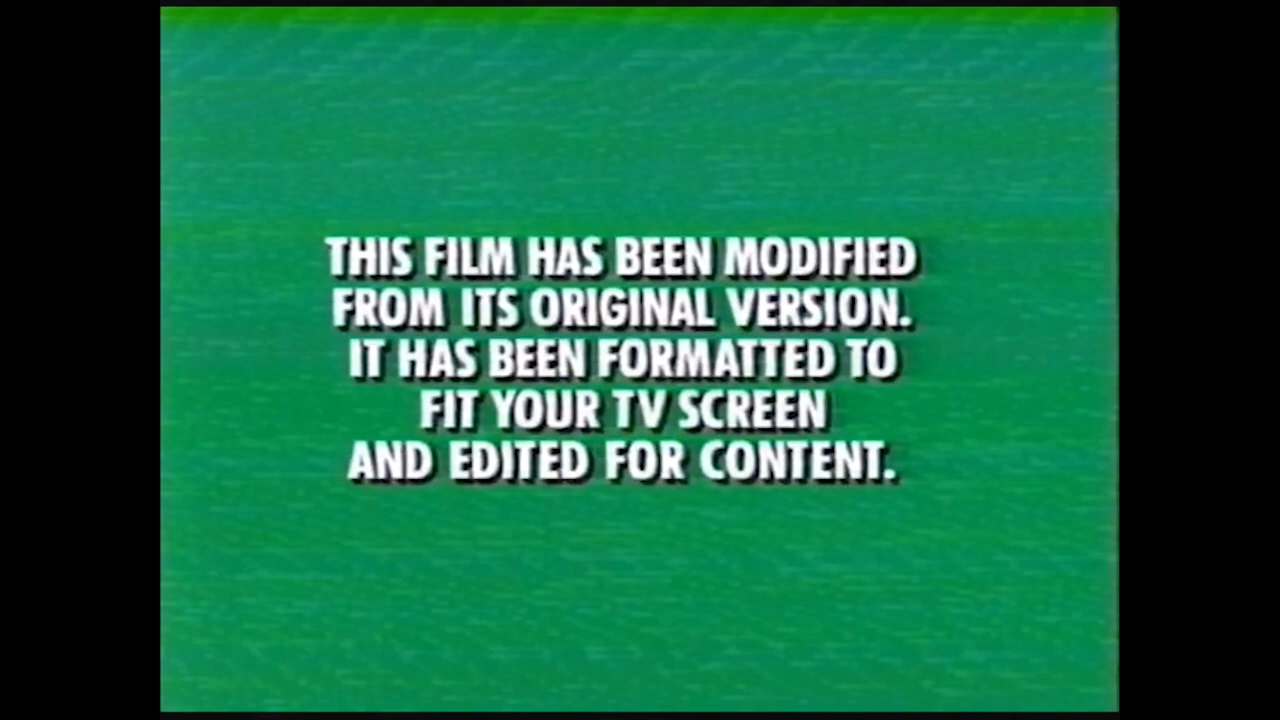 THIS FILM HAS BEEN MODIFIED
FROM ITS ORIGINAL VERSION.
IT HAS BEEN FORMATTED TO
FIT YOUR TV SCREEN
AND EDITED FOR CONTENT.